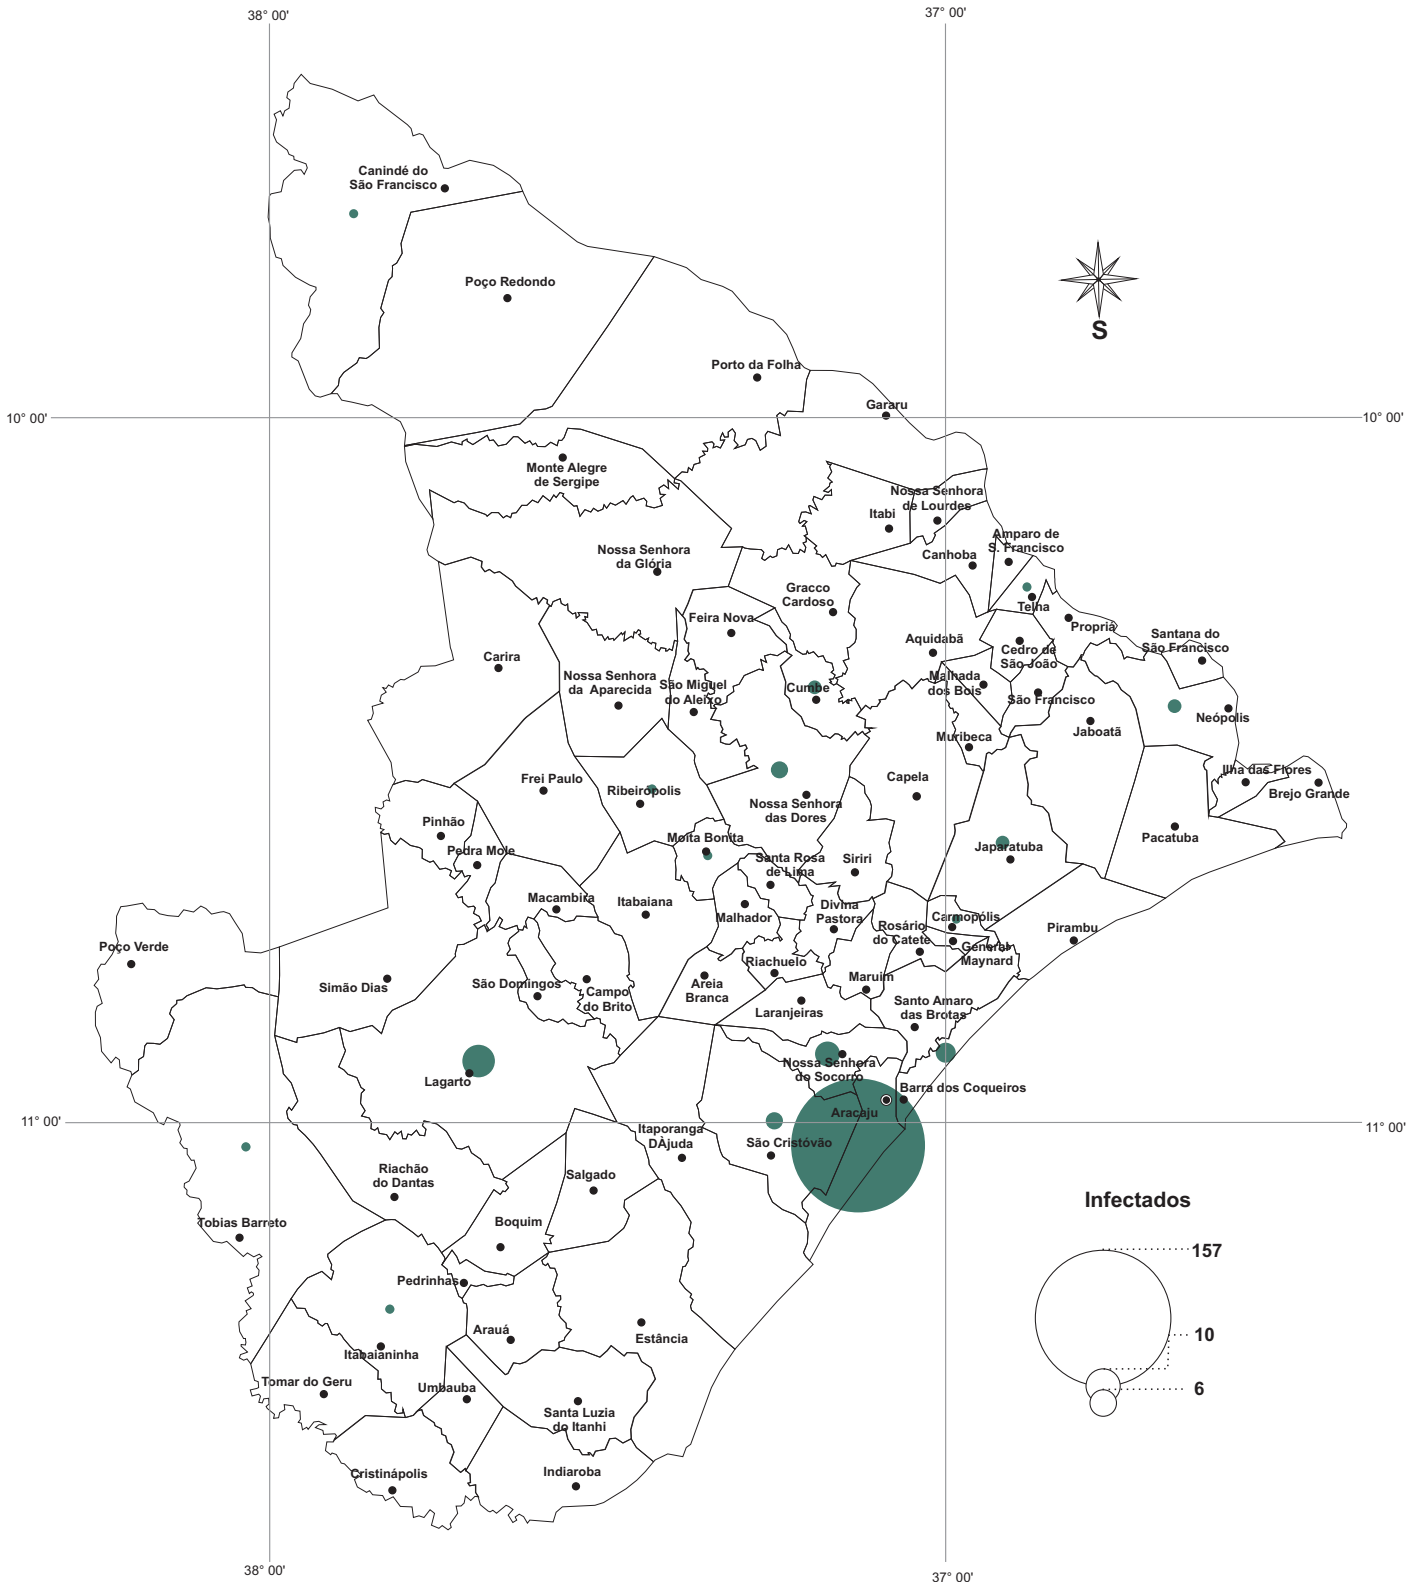 38° 00'
37° 00'
Canindé do
São Francisco
Poço Redondo
S
Porto da Folha
Gararu
10° 00'
10° 00'
Monte Alegre
de Sergipe
Nossa Senhora
de Lourdes
Itabi
Amparo de
S. Francisco
Canhoba
Nossa Senhora
da Glória
Gracco
Cardoso
Telha
Feira Nova
Propriá
Santana do
São Francisco
Aquidabã
Cedro de
São João
Carira
Nossa Senhora
da Aparecida
São Miguel
do Aleixo
Cumbe
Malhada
dos Bois
São Francisco
Neópolis
Jaboatã
Muribeca
Ilha das Flores
Brejo Grande
Frei Paulo
Ribeirópolis
Capela
Nossa Senhora
das Dores
Pinhão
Pedra Mole
Moita Bonita
Pacatuba
Japaratuba
Santa Rosa
de Lima
Siriri
Macambira
Itabaiana
Malhador
Divina
Pastora
Carmopólis
Rosário
do Catete
General
Maynard
Pirambu
Poço Verde
Riachuelo
Maruim
Simão Dias
São Domingos
Campo
do Brito
Areia
Branca
Laranjeiras
Santo Amaro
das Brotas
Nossa Senhora
do Socorro
Lagarto
Barra dos Coqueiros
Aracaju
11° 00'
11° 00'
Itaporanga
DÀjuda
São Cristóvão
Riachão
do Dantas
Salgado
Infectados
Tobias Barreto
Boquim
157
Pedrinhas
10
Arauá
Estância
Itabaianinha
Tomar do Geru
Umbauba
6
Santa Luzia
do Itanhi
Cristinápolis
Indiaroba
38° 00'
37° 00'